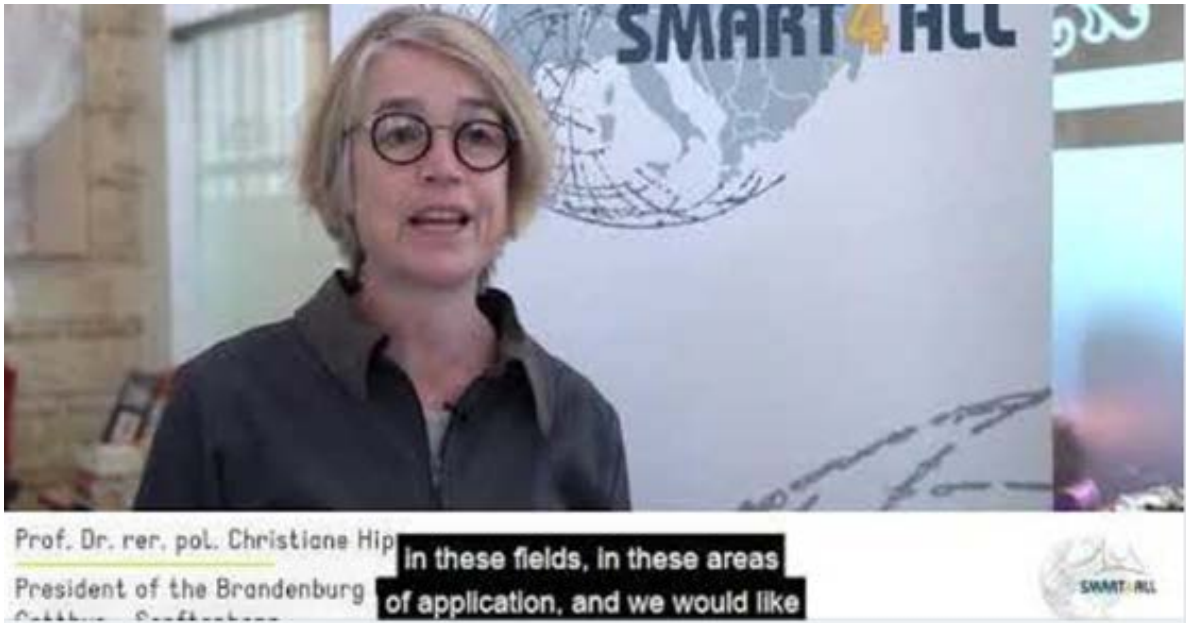 SMART4ALL
Prof. Dr. rer. pol. Christiane Hip
President of the Brandenburg
in these fields, in these areas
of application, and we would like
SMART4ALL